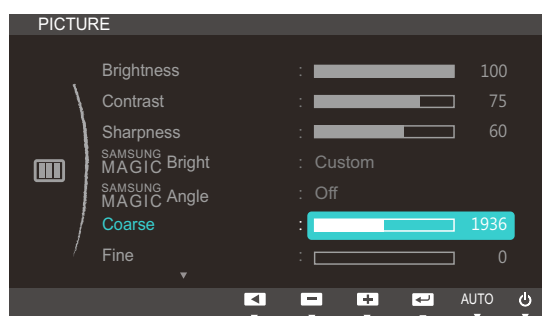 PICTURE
Brightness : 100
Contrast : 75
Sharpness : 60
SAMSUNG MAGIC Bright : Custom
SAMSUNG MAGIC Angle : Off
Coarse : 1936
Fine : 0
AUTO